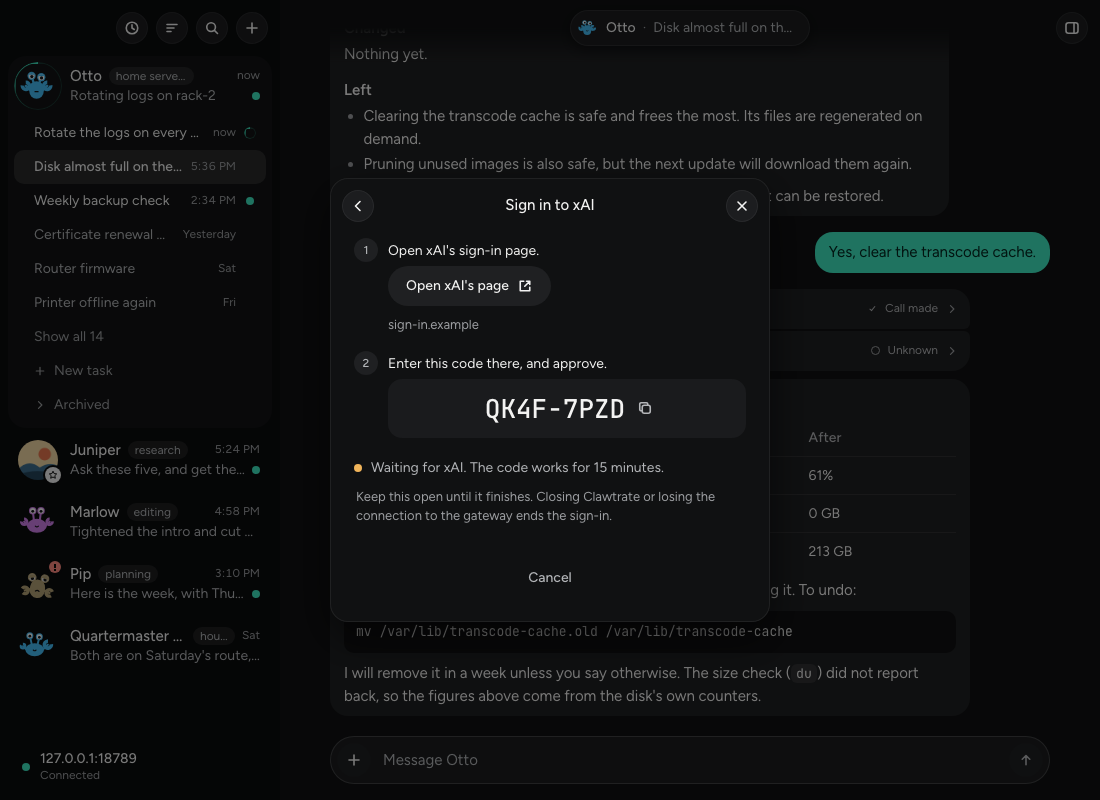 Otto · Disk almost full on th...
Otto home serve... now
Rotating logs on rack-2
Rotate the logs on every ... now
Disk almost full on the... 5:36 PM
Weekly backup check 2:34 PM
Certificate renewal ... Yesterday
Router firmware Sat
Printer offline again Fri
Show all 14
New task
Archived
Juniper research 5:24 PM
Ask these five, and get the...
Marlow editing 4:58 PM
Tightened the intro and cut ...
Pip planning 3:10 PM
Here is the week, with Thu...
Quartermaster ... hou... Sat
Both are on Saturday's route,...
127.0.0.1:18789
Connected
Nothing yet.
Left
Clearing the transcode cache is safe and frees the most. Its files are regenerated on
demand.
Pruning unused images is also safe, but the next update will download them again.
can be restored.
Yes, clear the transcode cache.
Call made
Unknown
Sign in to xAI
1 Open xAI's sign-in page.
Open xAI's page
sign-in.example
2 Enter this code there, and approve.
QK4F-7PZD
Waiting for xAI. The code works for 15 minutes.
Keep this open until it finishes. Closing Clawtrate or losing the
connection to the gateway ends the sign-in.
Cancel
After
61%
0 GB
213 GB
it. To undo:
mv /var/lib/transcode-cache.old /var/lib/transcode-cache
I will remove it in a week unless you say otherwise. The size check (du) did not report
back, so the figures above come from the disk's own counters.
Message Otto